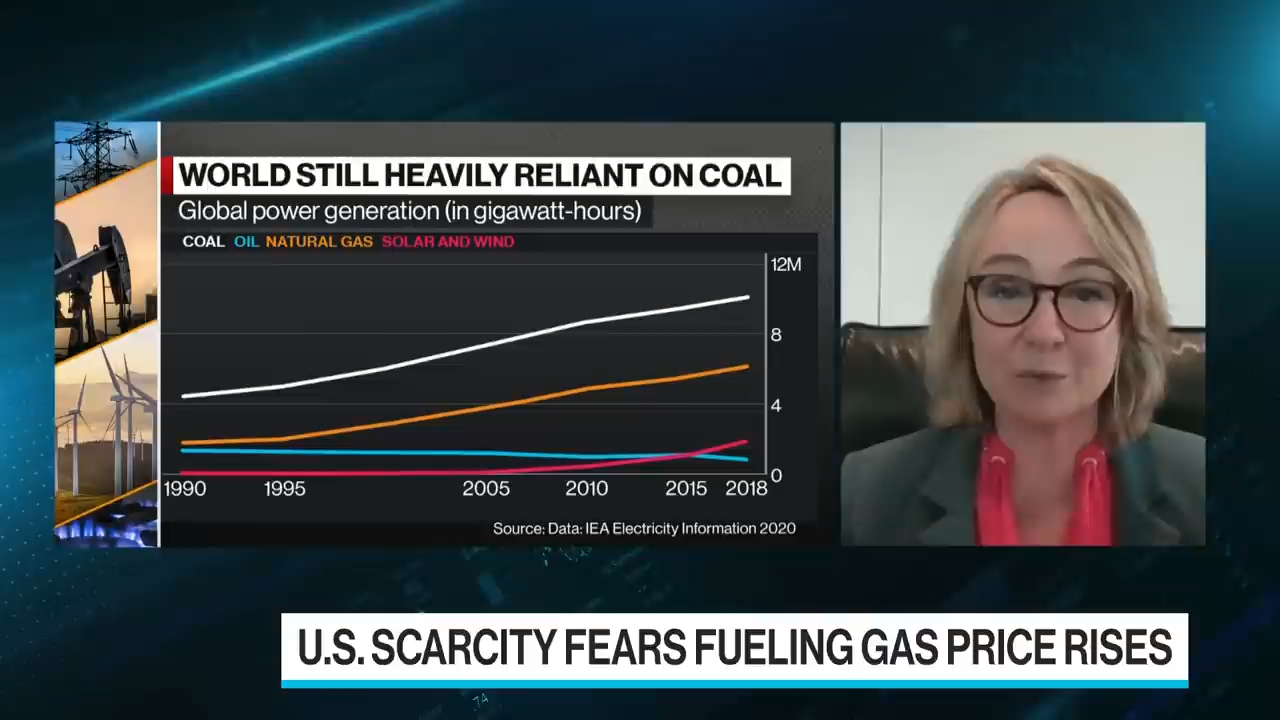 WORLD STILL HEAVILY RELIANT ON COAL
Global power generation (in gigawatt-hours)
COAL OIL NATURAL GAS SOLAR AND WIND
12M
8
4
0
1990 1995 2005 2010 2015 2018
Source: Data: IEA Electricity Information 2020
U.S. SCARCITY FEARS FUELING GAS PRICE RISES
74